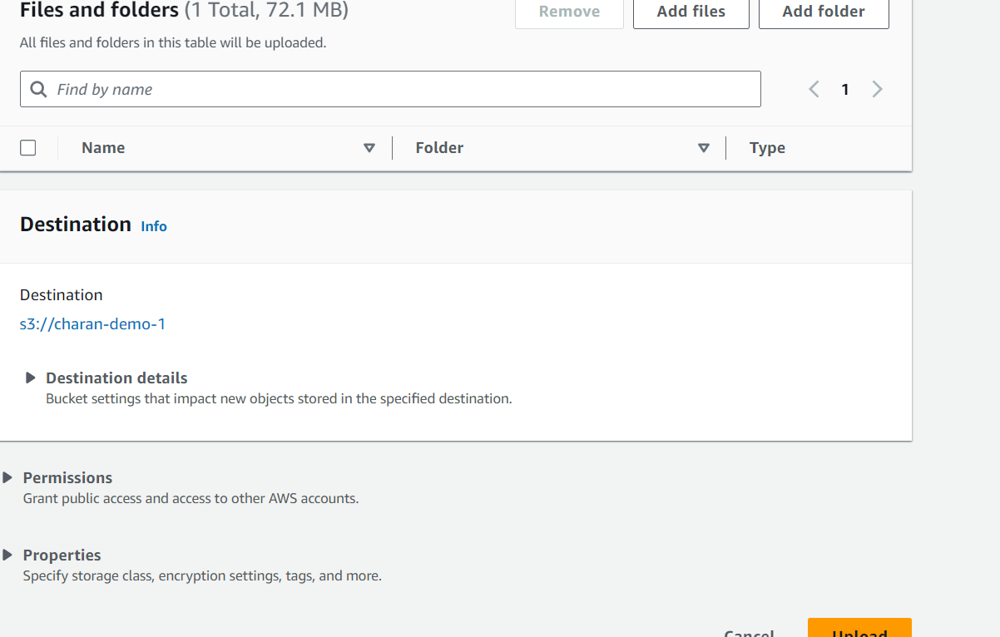 Files and folders (1 Total, 72.1 MB)
Remove
Add files
Add folder
All files and folders in this table will be uploaded.
Find by name
1
Name
Folder
Type
Destination Info
Destination
s3://charan-demo-1
Destination details
Bucket settings that impact new objects stored in the specified destination.
Permissions
Grant public access and access to other AWS accounts.
Properties
Specify storage class, encryption settings, tags, and more.
Cancel
Upload